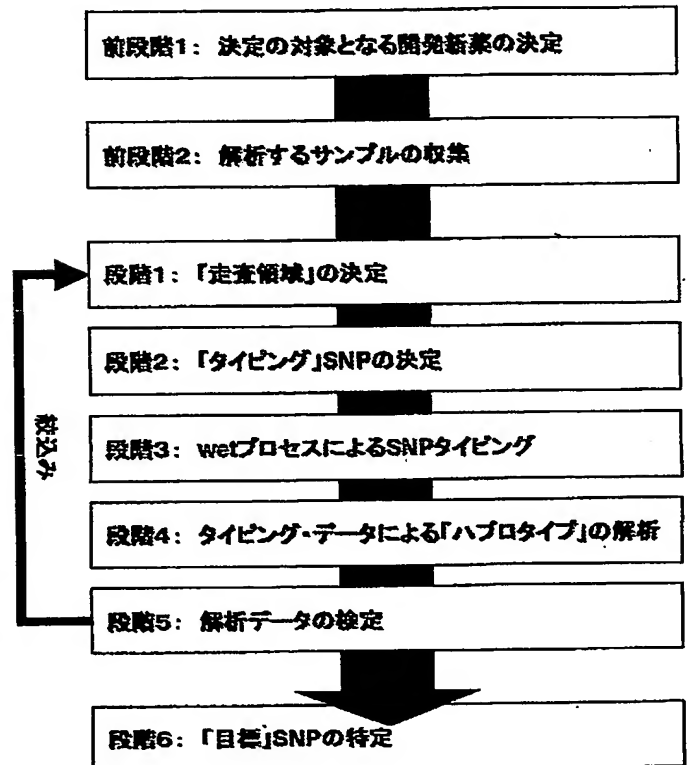 前段階1： 決定の対象となる開発新薬の決定
前段階2： 解析するサンプルの収集
段階1：「走査領域」の決定
段階2：「タイピング」SNPの決定
絞込み
段階3： wetプロセスによるSNPタイピング
段階4： タイピング・データによる「ハプロタイプ」の解析
段階5： 解析データの検定
段階6：「目標」SNPの特定